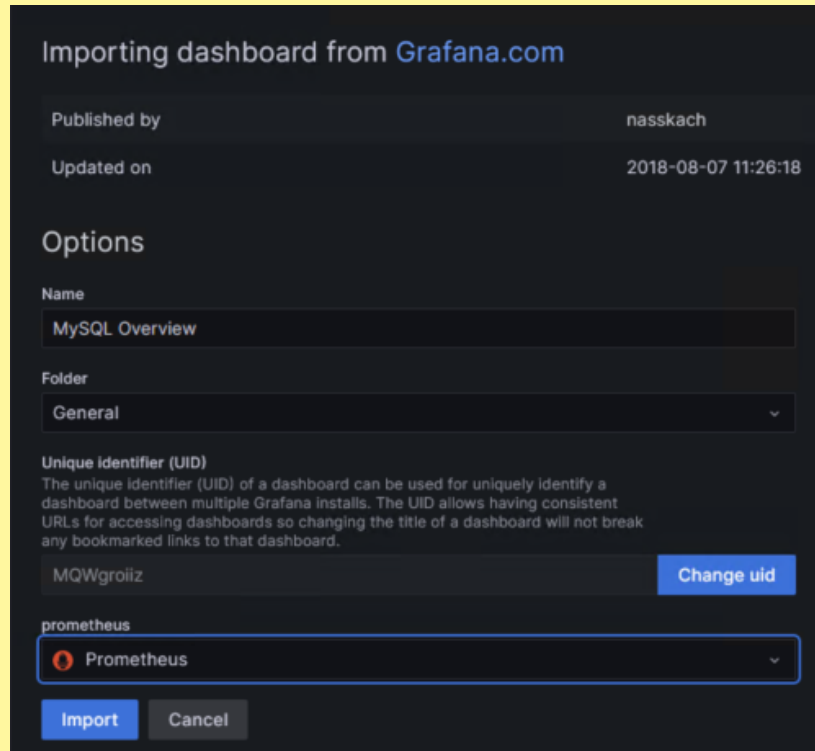 Importing dashboard from Grafana.com
Published by nasskach
Updated on 2018-08-07 11:26:18
Options
Name
MySQL Overview
Folder
General
Unique identifier (UID)
The unique identifier (UID) of a dashboard can be used for uniquely identify a
dashboard between multiple Grafana installs. The UID allows having consistent
URLs for accessing dashboards so changing the title of a dashboard will not break
any bookmarked links to that dashboard.
MQWgroiiz Change uid
prometheus
Prometheus
Import Cancel